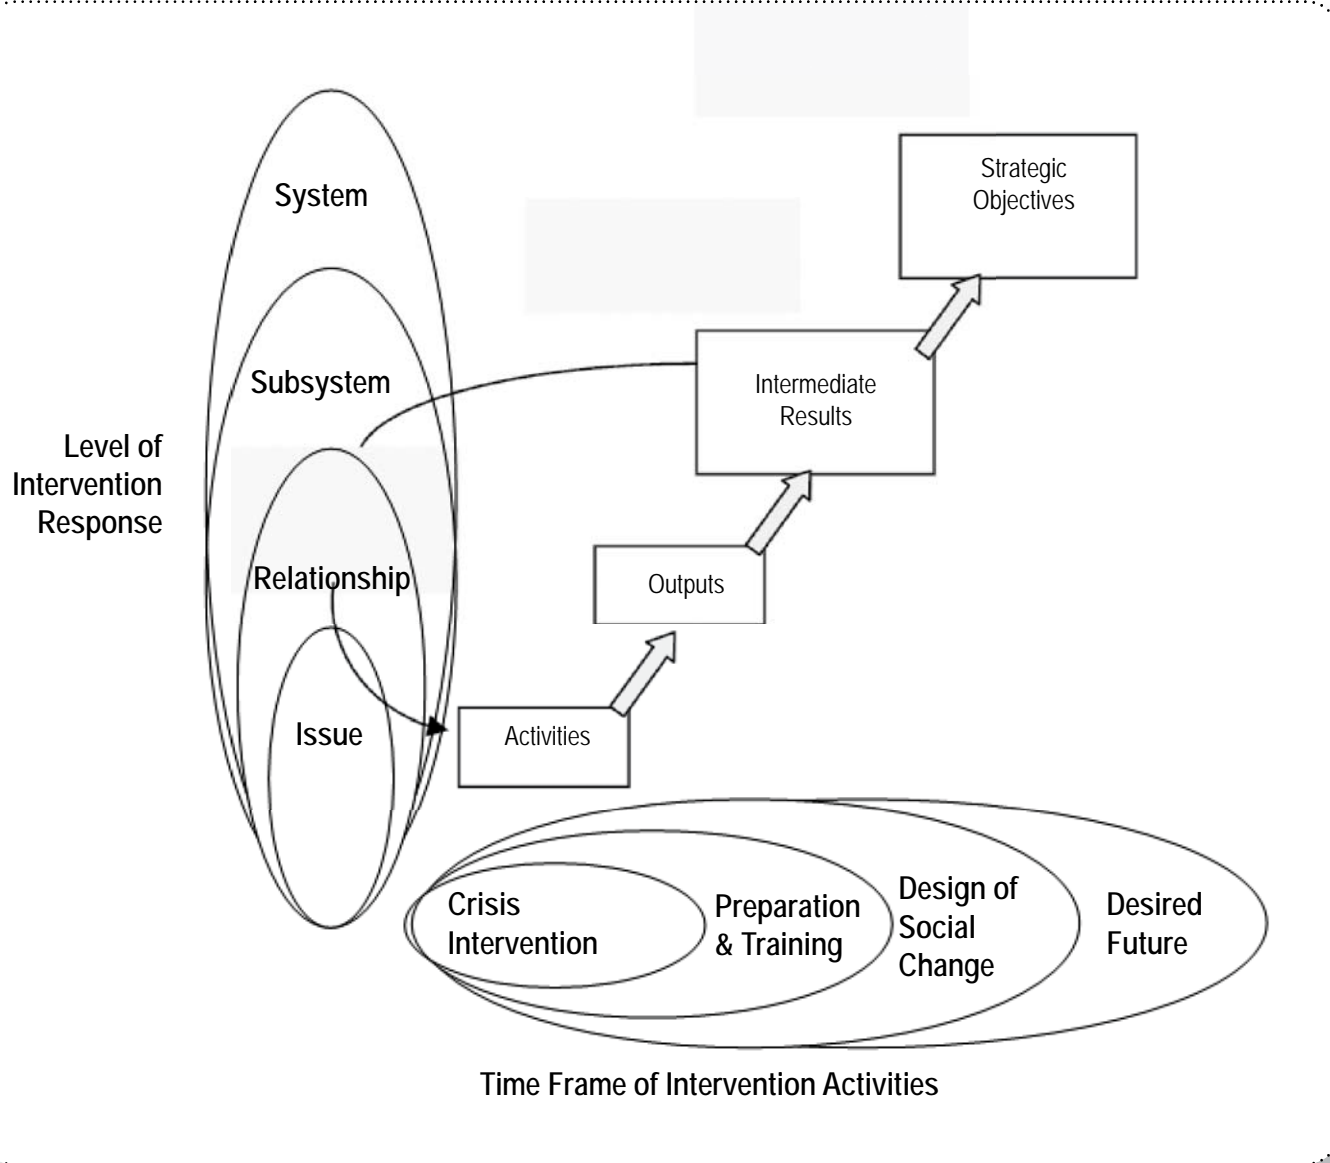 System
Subsystem
Level of
Intervention
Response
Relationship
Issue
Strategic
Objectives
Intermediate
Results
Outputs
Activities
Crisis
Intervention
Preparation
& Training
Design of
Social
Change
Desired
Future
Time Frame of Intervention Activities